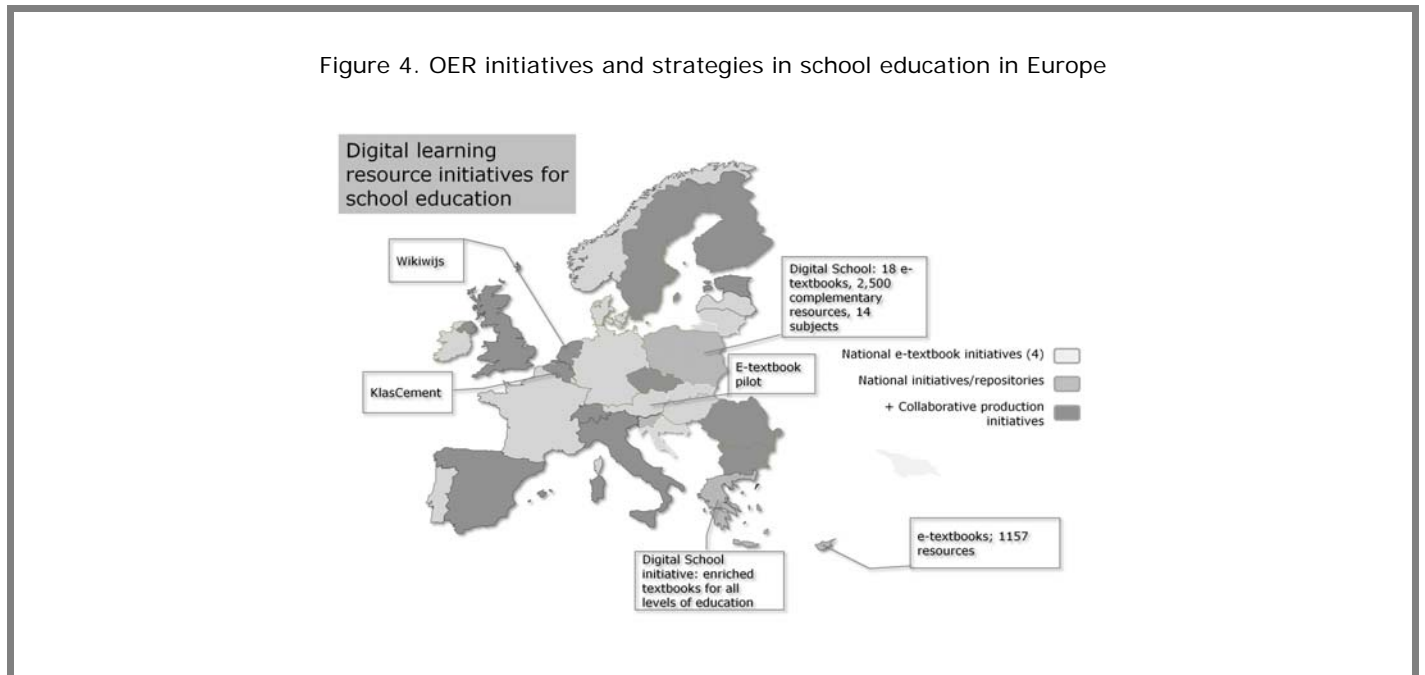 Figure 4. OER initiatives and strategies in school education in Europe
Digital learning
resource initiatives for
school education
Wikiwijs
Digital School: 18 e-
textbooks, 2,500
complementary
resources, 14
subjects
National e-textbook initiatives (4)
E-textbook
pilot
National initiatives/repositories
KlasCement
+ Collaborative production
initiatives
e-textbooks; 1157
resources
Digital School
initiative: enriched
textbooks for all
levels of education